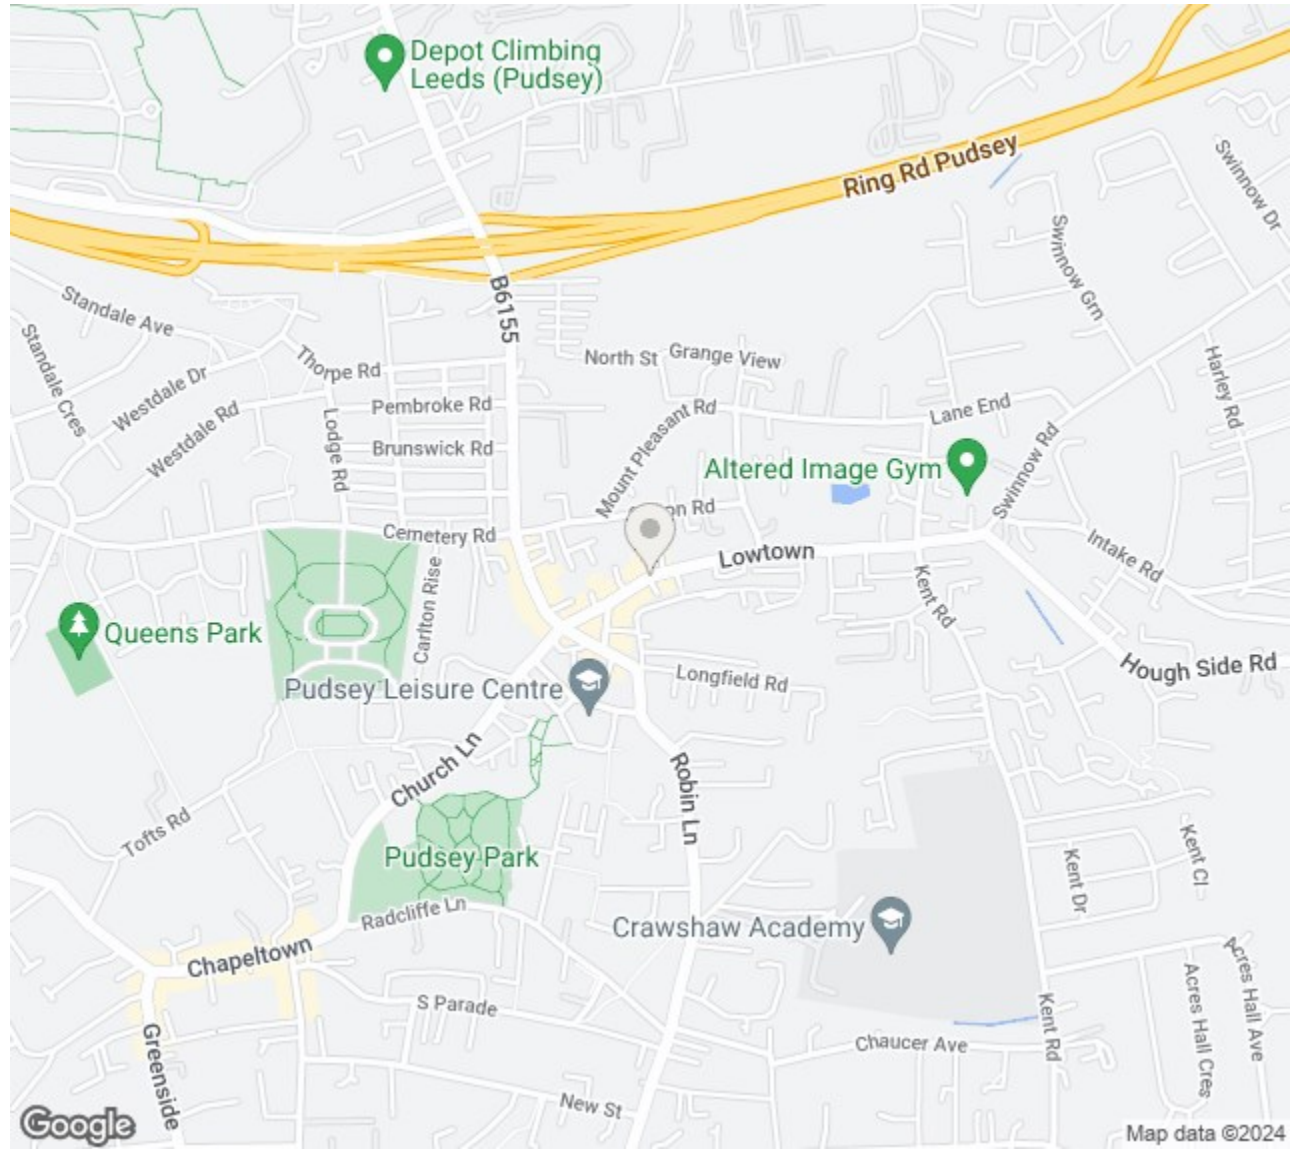 Depot Climbing
Leeds (Pudsey)
Ring Rd Pudsey
Swinnow Dr
B6155
Swinnow Grn
Standale Ave
Standale Cres
Thorpe Rd
North St
Grange View
Westdale Dr
Westdale Rd
Pembroke Rd
Harley Rd
Lane End
Lodge Rd
Brunswick Rd
Mount Pleasant Rd
Altered Image Gym
Swinnow Rd
Rd
Cemetery Rd
Lowtown
Intake Rd
Carlton Rise
Kent Rd
Queens Park
Hough Side Rd
Longfield Rd
Pudsey Leisure Centre
Church Ln
Robin Ln
Tofts Rd
Pudsey Park
Kent Cl
Kent Dr
Radcliffe Ln
Crawshaw Academy
Chapeltown
Acres Hall Ave
Acres Hall Cres
S Parade
Kent Rd
Chaucer Ave
Greenside
New St
Google
Map data ©2024